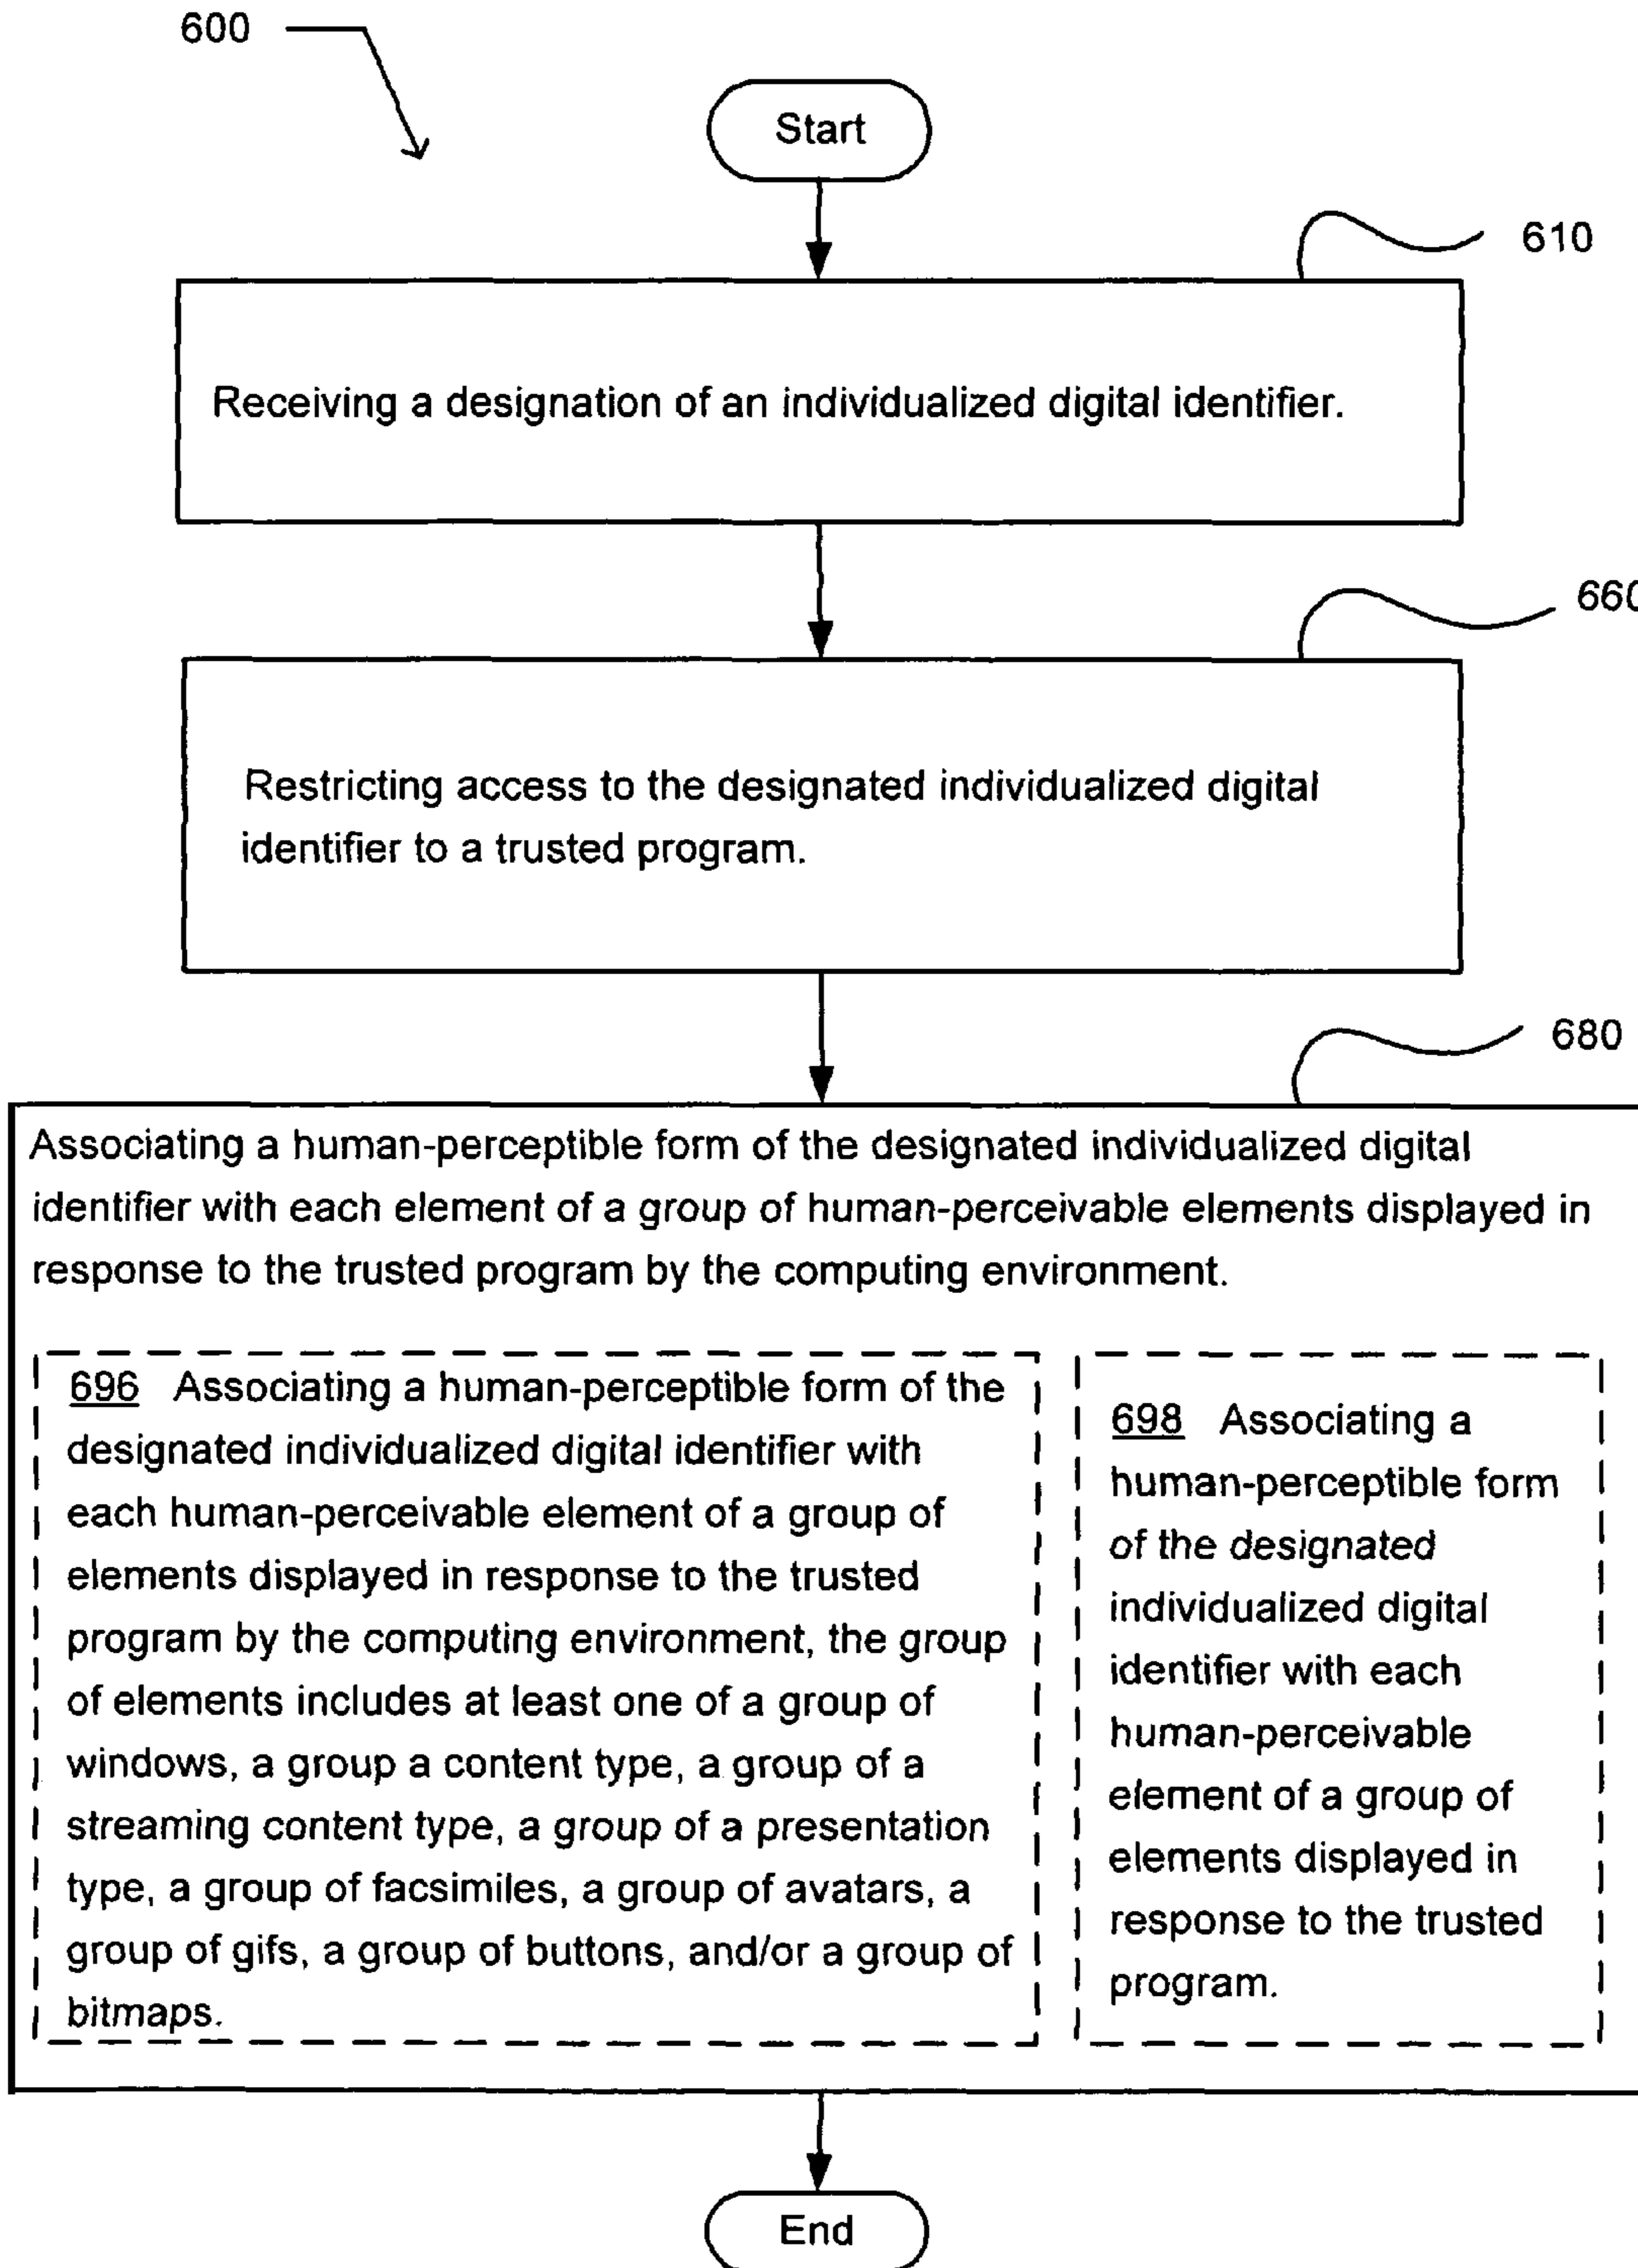 600
Start
610
Receiving a designation of an individualized digital identifier.
660
Restricting access to the designated individualized digital
identifier to a trusted program.
680
Associating a human-perceptible form of the designated individualized digital
identifier with each element of a group of human-perceivable elements displayed in
response to the trusted program by the computing environment.
696 Associating a human-perceptible form of the
designated individualized digital identifier with
each human-perceivable element of a group of
elements displayed in response to the trusted
program by the computing environment, the group
of elements includes at least one of a group of
windows, a group a content type, a group of a
streaming content type, a group of a presentation
type, a group of facsimiles, a group of avatars, a
group of gifs, a group of buttons, and/or a group of
bitmaps.
698 Associating a
human-perceptible form
of the designated
individualized digital
identifier with each
human-perceivable
element of a group of
elements displayed in
response to the trusted
program.
End